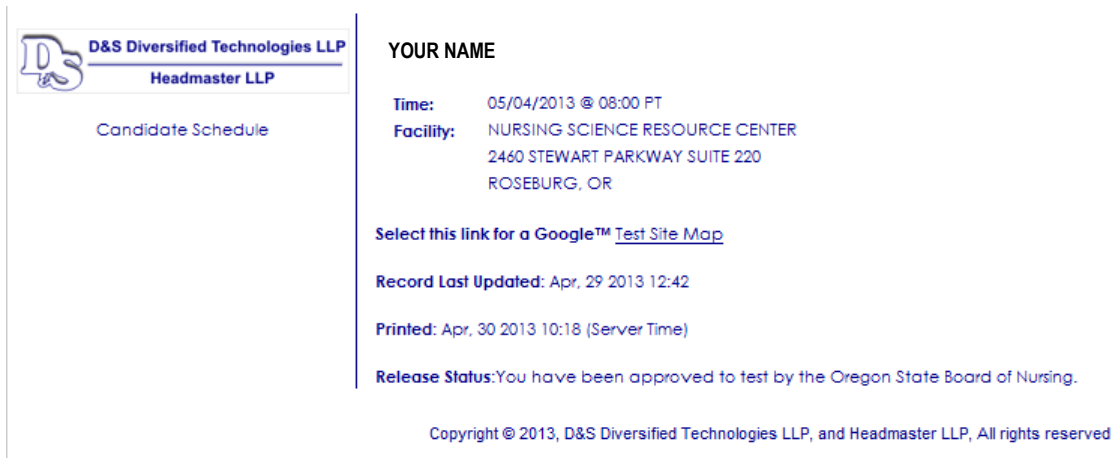 D&S Diversified Technologies LLP
Headmaster LLP
Candidate Schedule
YOUR NAME
Time: 05/04/2013 @ 08:00 PT
Facility: NURSING SCIENCE RESOURCE CENTER
2460 STEWART PARKWAY SUITE 220
ROSEBURG, OR
Select this link for a Google™ Test Site Map
Record Last Updated: Apr, 29 2013 12:42
Printed: Apr, 30 2013 10:18 (Server Time)
Release Status:You have been approved to test by the Oregon State Board of Nursing.
Copyright © 2013, D&S Diversified Technologies LLP, and Headmaster LLP, All rights reserved